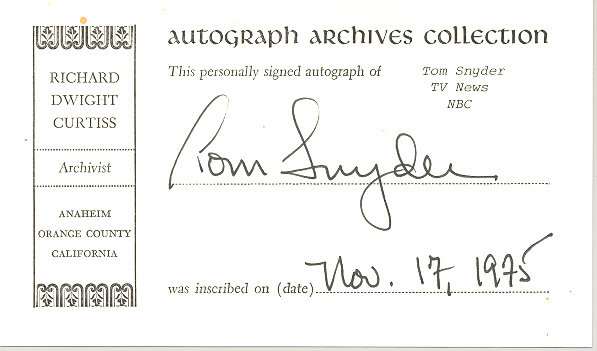 autograph archives collection
RICHARD
DWIGHT
CURTISS
Archivist
ANAHEIM
ORANGE COUNTY
CALIFORNIA
This personally signed autograph of
Tom Snyder
TV News
NBC
Tom Snyder
was inscribed on (date) Nov. 17, 1975